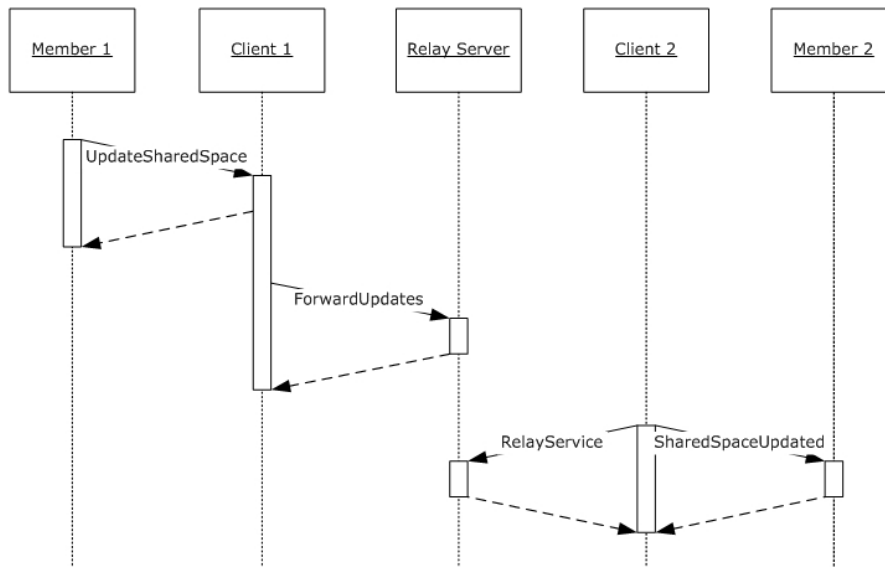 Member 1
Client 1
Relay Server
Client 2
Member 2
UpdateSharedSpace
ForwardUpdates
RelayService
SharedSpaceUpdated